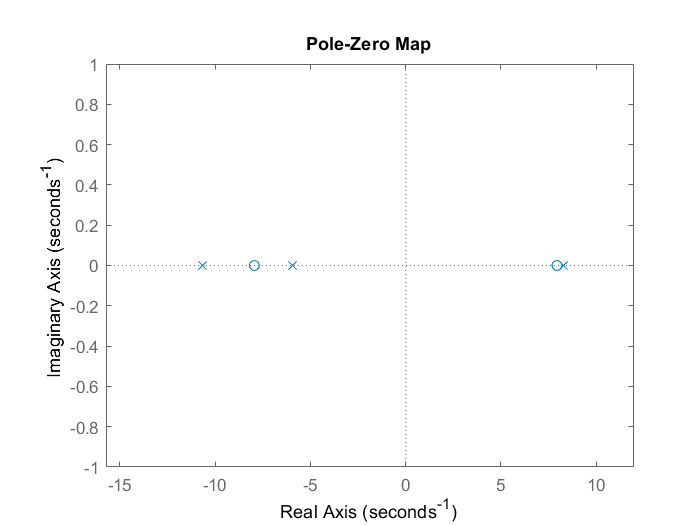 Pole-Zero Map
1
0.8
0.6
0.4
0.2
0
-0.2
-0.4
-0.6
-0.8
-1
Imaginary Axis (seconds⁻¹)
-15 -10 -5 0 5 10
Real Axis (seconds⁻¹)